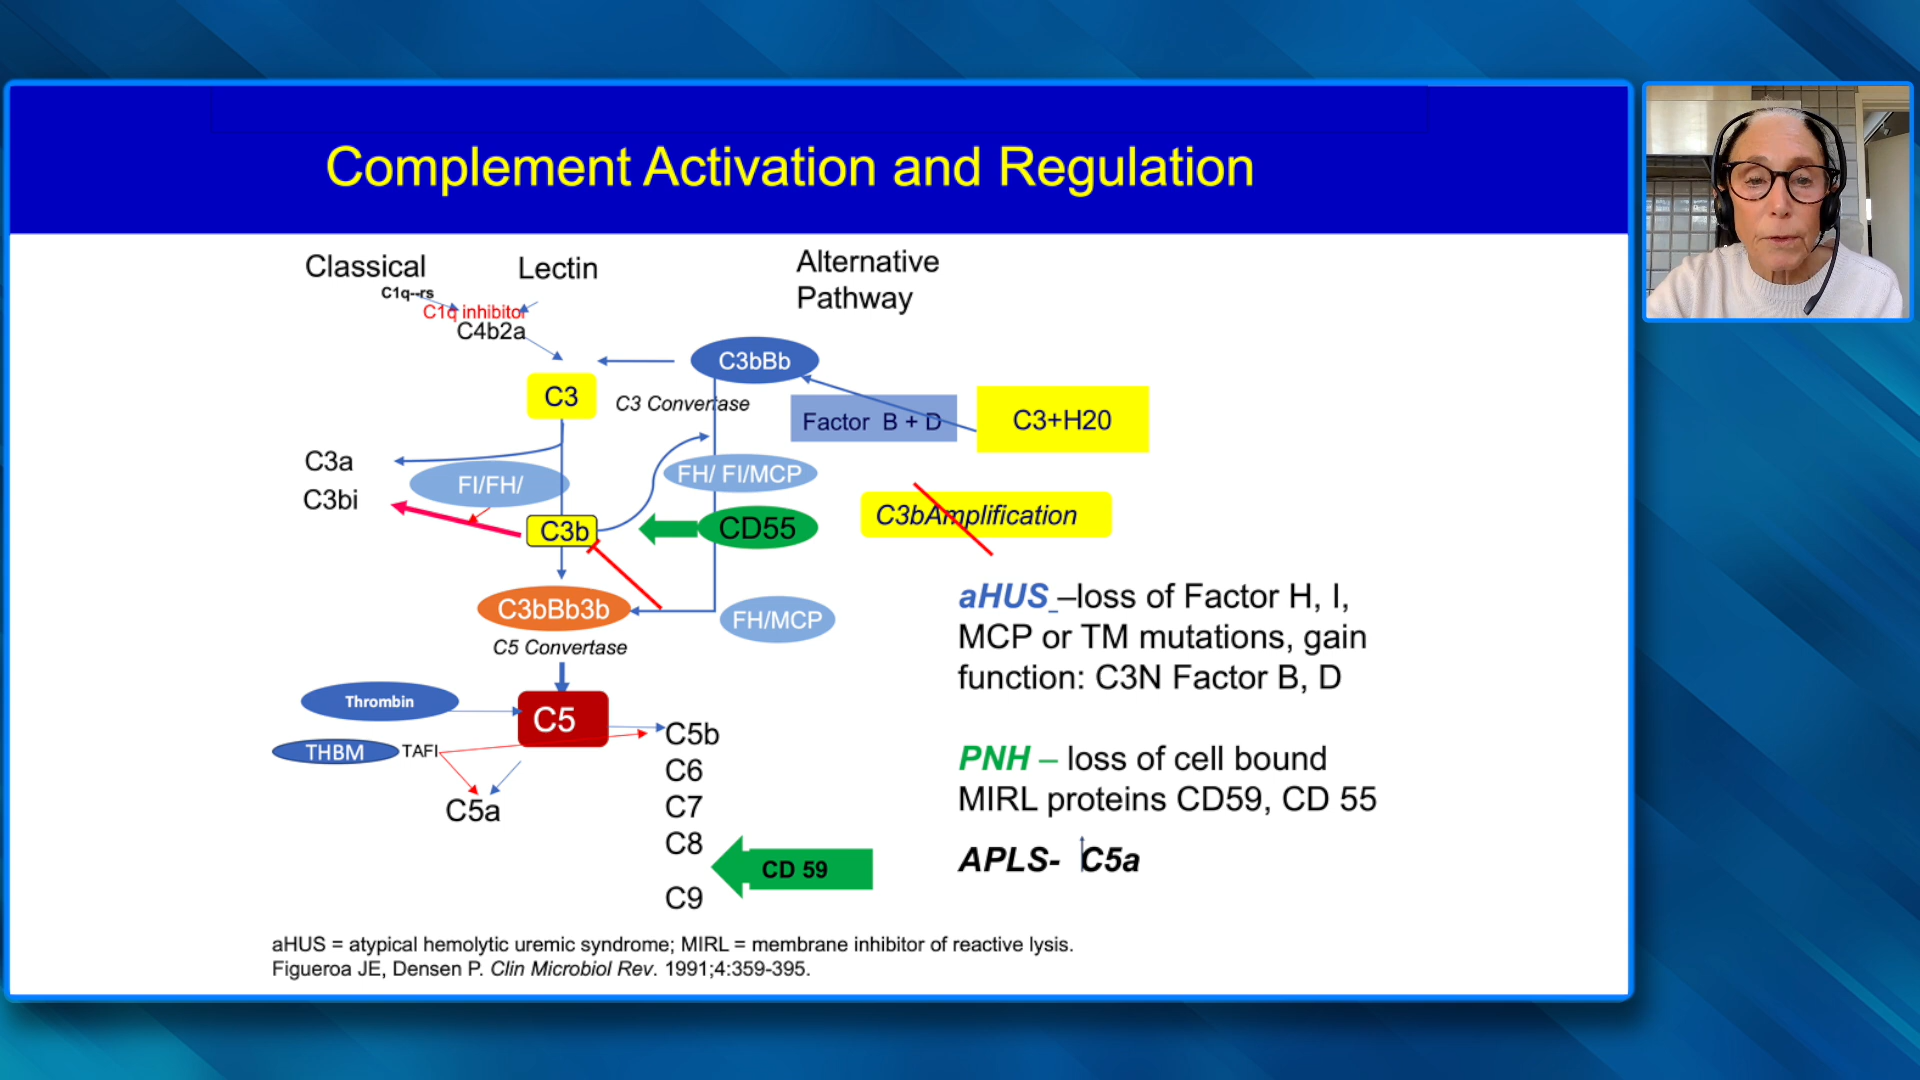 Complement Activation and Regulation
Classical
Lectin
Alternative
Pathway
C1q--rs
C1q inhibitor
C4b2a
C3bBb
C3
C3 Convertase
Factor B + D
C3+H20
C3a
C3bi
FI/FH/
FH/ FI/MCP
C3b
CD55
C3bAmplification
C3bBb3b
FH/MCP
C5 Convertase
Thrombin
C5
THBM
TAFI
C5a
C5b
C6
C7
C8
C9
CD 59
aHUS –loss of Factor H, I,
MCP or TM mutations, gain
function: C3N Factor B, D
PNH – loss of cell bound
MIRL proteins CD59, CD 55
APLS- C5a
aHUS = atypical hemolytic uremic syndrome; MIRL = membrane inhibitor of reactive lysis.
Figueroa JE, Densen P. Clin Microbiol Rev. 1991;4:359-395.